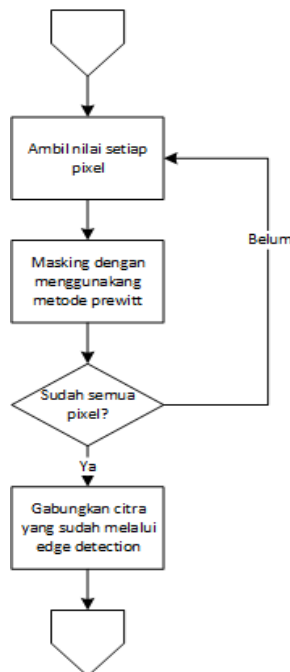 Ambil nilai setiap
pixel
Belum
Masking dengan
menggunakang
metode prewitt
Sudah semua
pixel?
Ya
Gabungkan citra
yang sudah melalui
edge detection